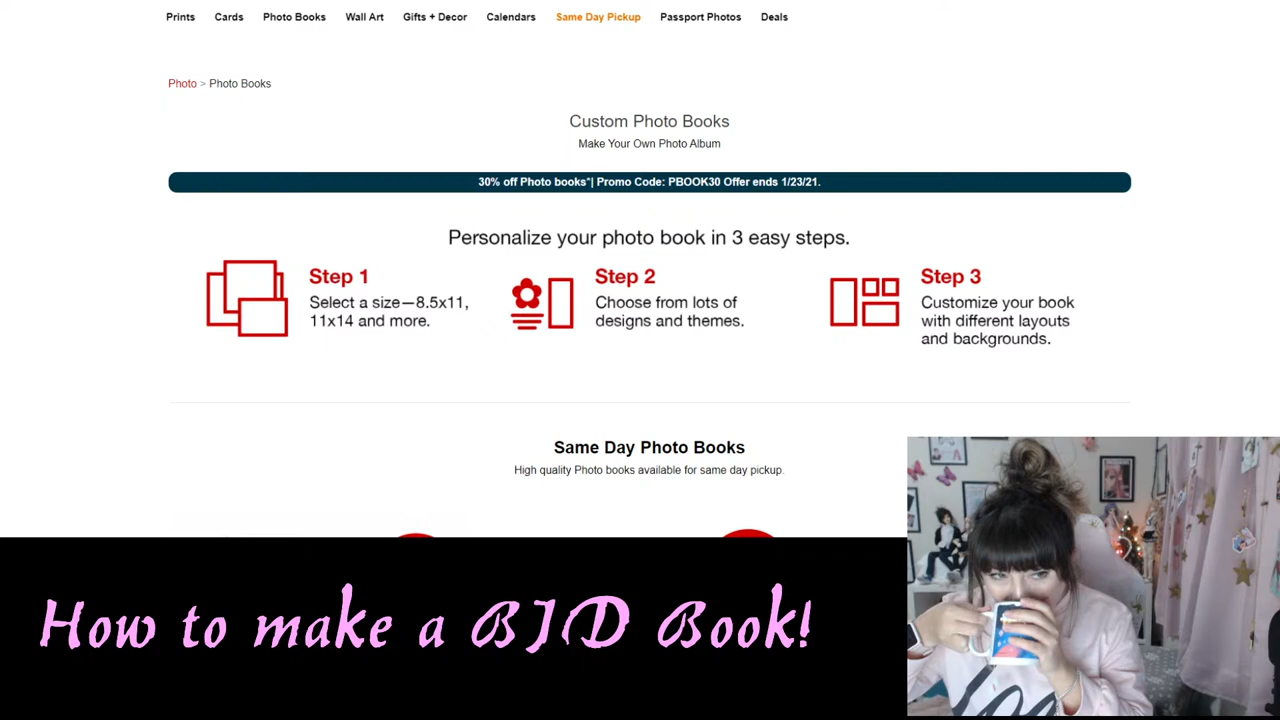 Prints Cards Photo Books Wall Art Gifts + Decor Calendars Same Day Pickup Passport Photos Deals
Photo > Photo Books
Custom Photo Books
Make Your Own Photo Album
30% off Photo books*| Promo Code: PBOOK30 Offer ends 1/23/21.
Personalize your photo book in 3 easy steps.
Step 1
Select a size—8.5x11,
11x14 and more.
Step 2
Choose from lots of
designs and themes.
Step 3
Customize your book
with different layouts
and backgrounds.
Same Day Photo Books
High quality Photo books available for same day pickup.
How to make a BJD Book!